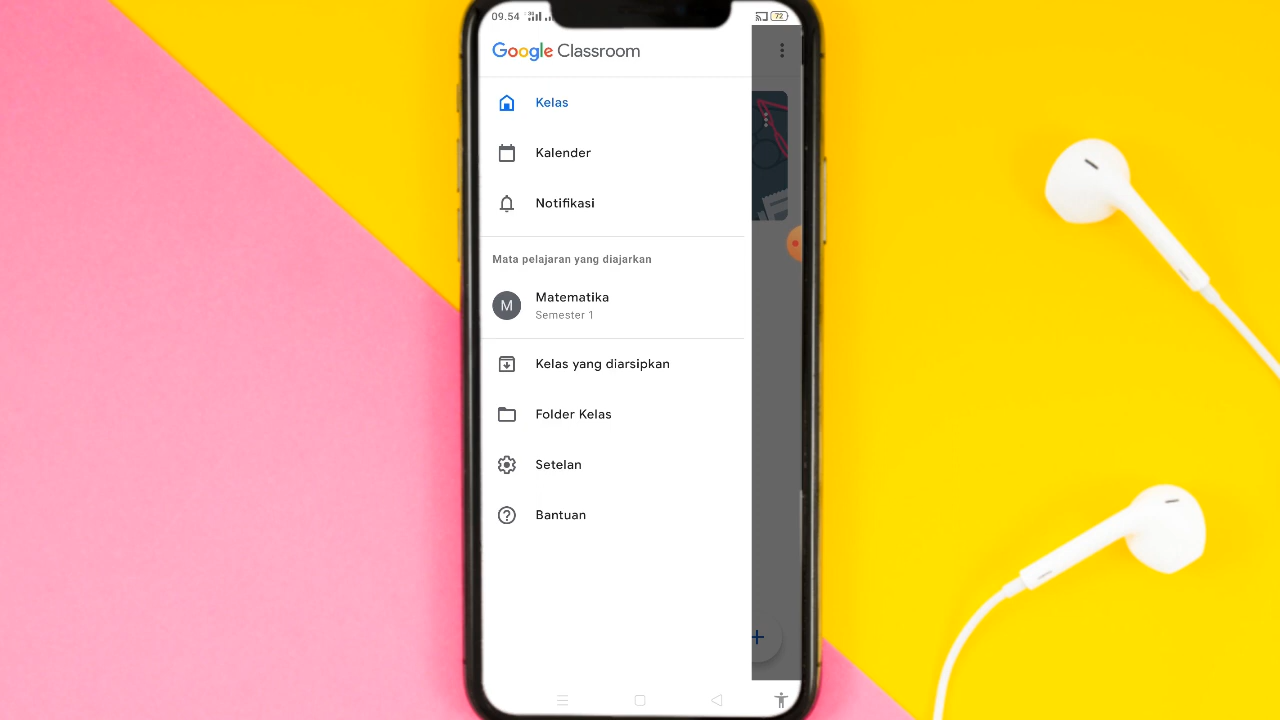 09.54
72
Google Classroom
Kelas
Kalender
Notifikasi
Mata pelajaran yang diajarkan
M
Matematika
Semester 1
Kelas yang diarsipkan
Folder Kelas
Setelan
Bantuan